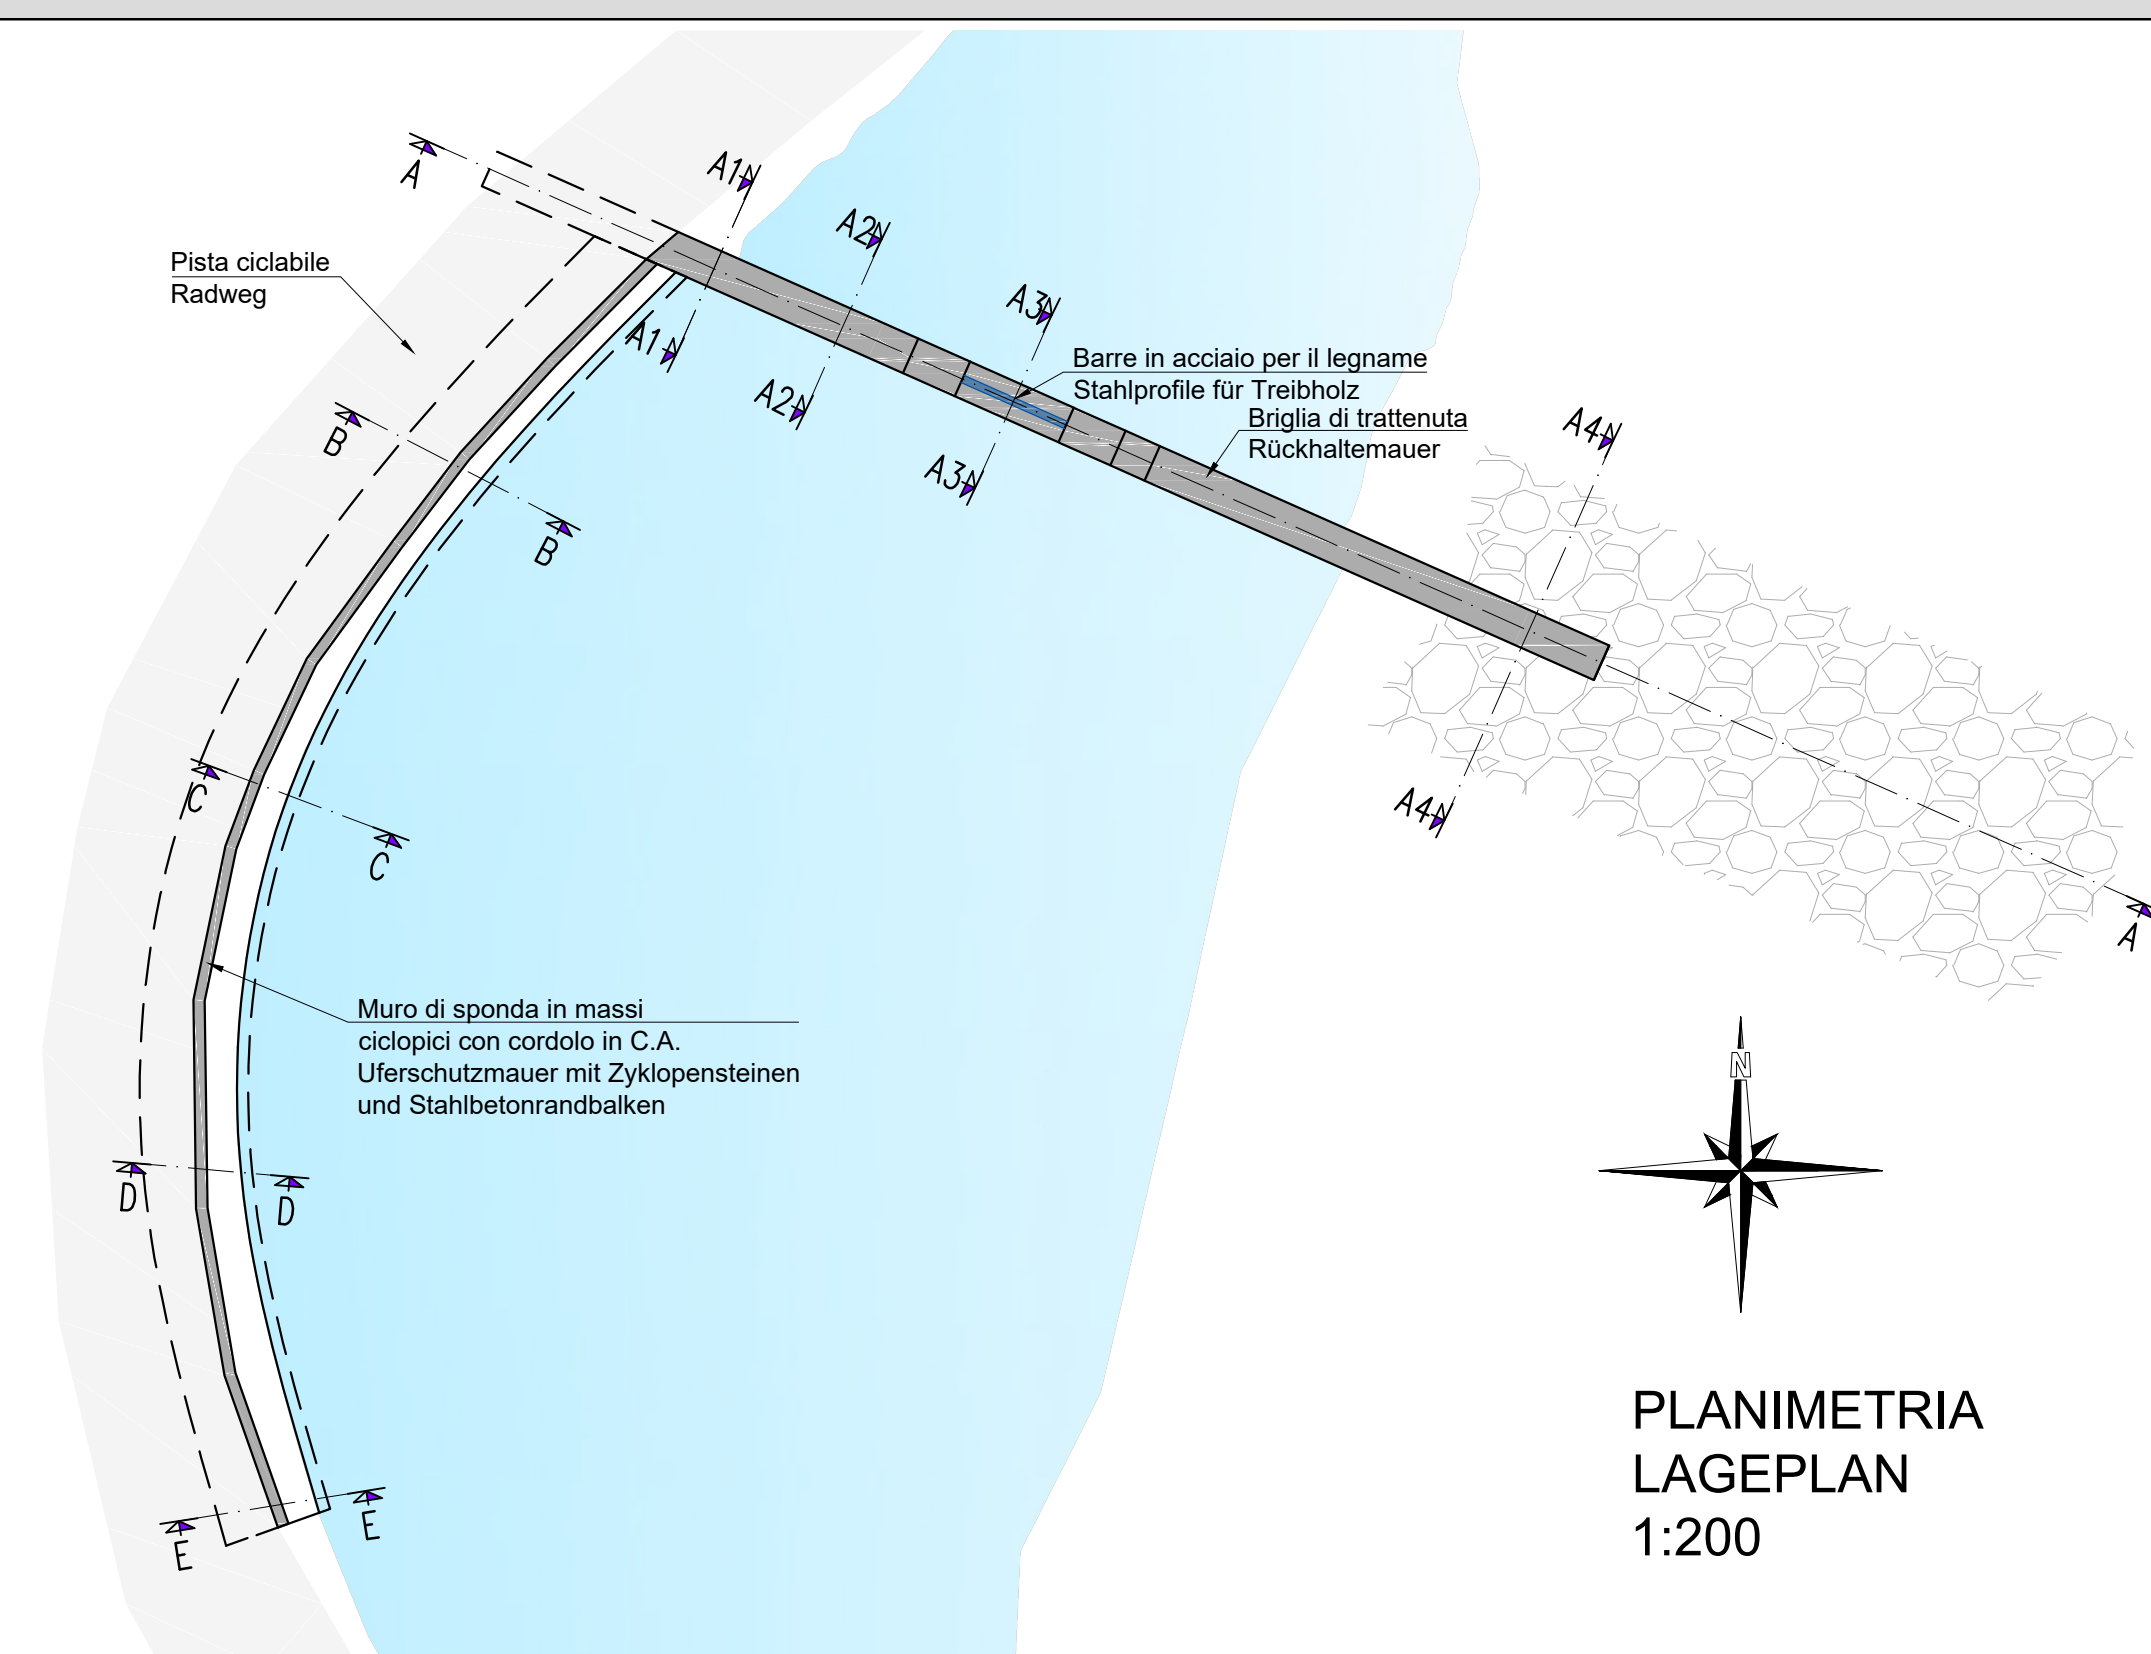 A
A1
A2
Pista ciclabile
Radweg
A3
A1
Barre in acciaio per il legname
Stahlprofile für Treibholz
A2
Briglia di trattenuta
Rückhaltemauer
A4
B
A3
B
C
A4
C
A
Muro di sponda in massi
ciclopici con cordolo in C.A.
Uferschutzmauer mit Zyklopensteinen
und Stahlbetonrandbalken
N
D
D
PLANIMETRIA
LAGEPLAN
E
E
1:200